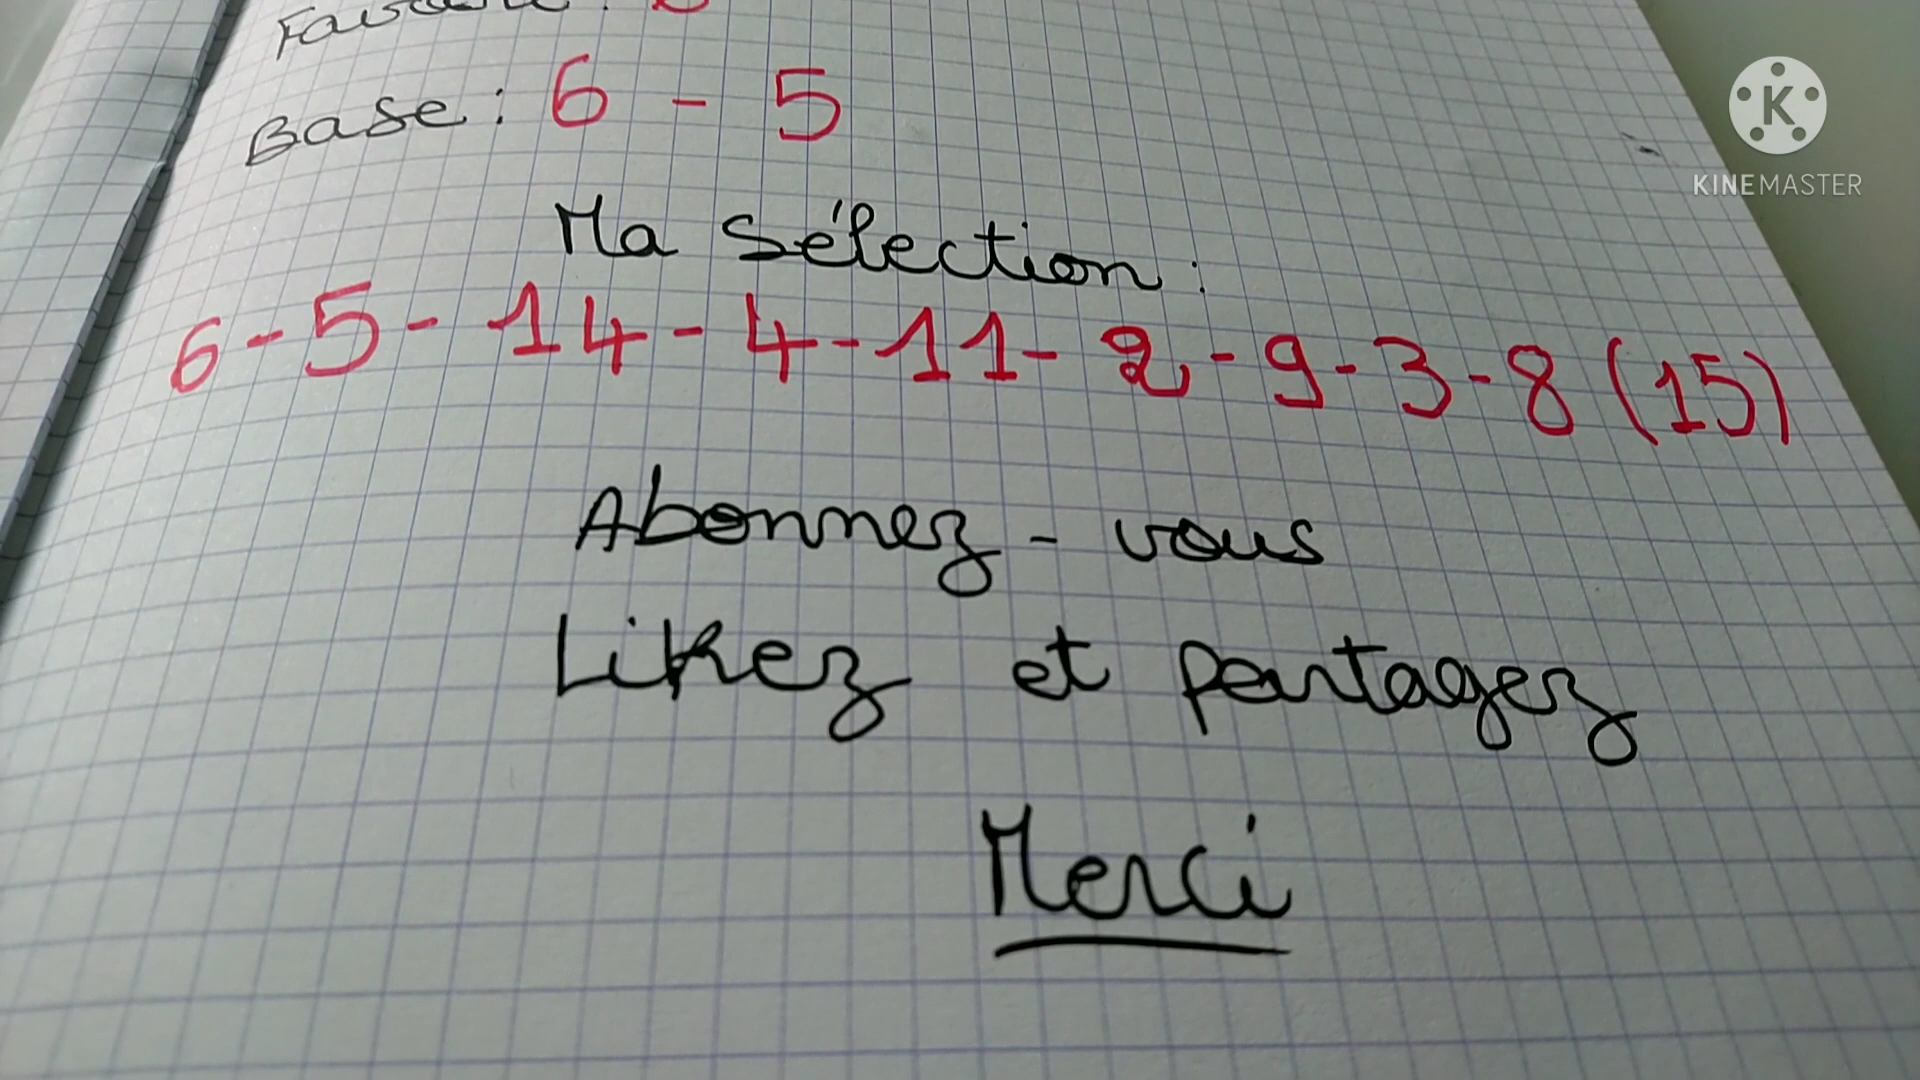 Base : 6 - 5
Ma Sélection :
6 - 5 - 14 - 4 - 11 - 2 - 9 - 3 - 8 (15)
Abonnez - vous
Likez et partagez
Merci
KINEMASTER